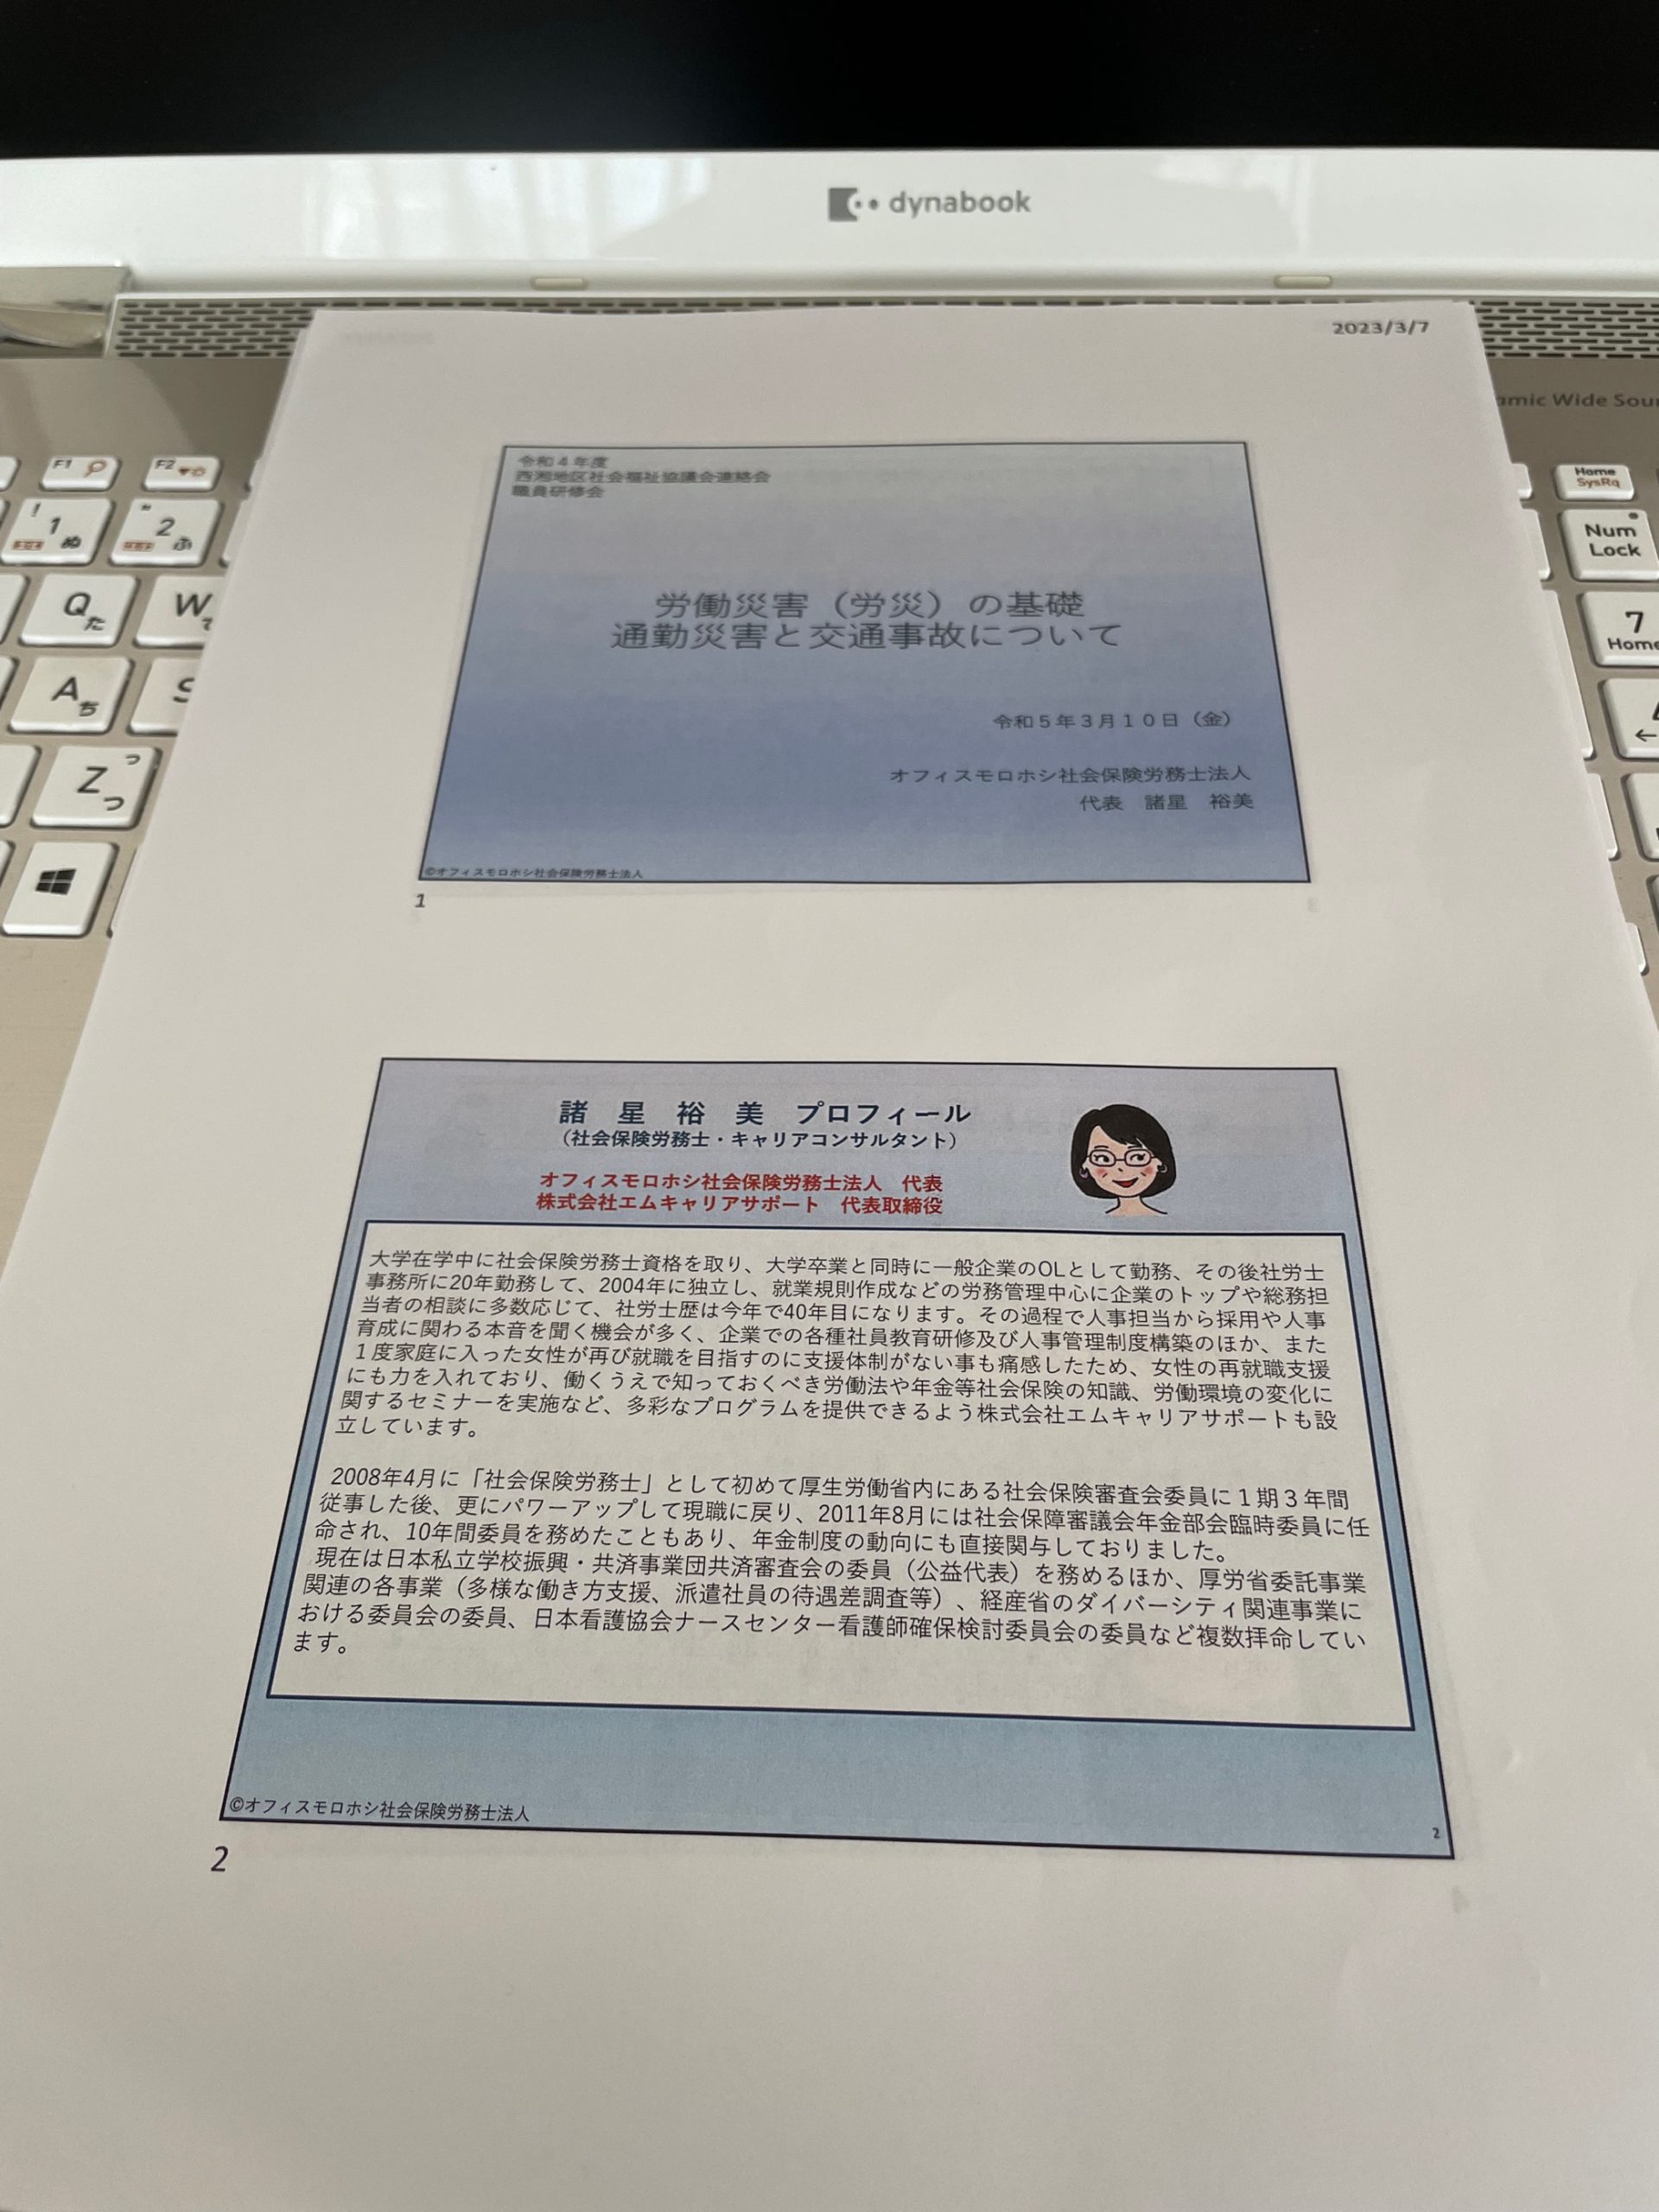 dynabook
2023/3/7
amic Wide Sou
F1
F2
Home
SysRq
!
1
ぬ
"
2
ふ
Num
Lock
Q
た
W
て
7
Home
A
ち
S
Z
っ
つ
令和４年度
西湘地区社会福祉協議会連絡会
職員研修会
労働災害（労災）の基礎
通勤災害と交通事故について
令和５年３月１０日（金）
オフィスモロホシ社会保険労務士法人
代表　諸星　裕美
©オフィスモロホシ社会保険労務士法人
1
諸　星　裕　美　プロフィール
（社会保険労務士・キャリアコンサルタント）
オフィスモロホシ社会保険労務士法人　代表
株式会社エムキャリアサポート　代表取締役
大学在学中に社会保険労務士資格を取り、大学卒業と同時に一般企業のOLとして勤務、その後社労士
事務所に20年勤務して、2004年に独立し、就業規則作成などの労務管理中心に企業のトップや総務担
当者の相談に多数応じて、社労士歴は今年で40年目になります。その過程で人事担当から採用や人事
育成に関わる本音を聞く機会が多く、企業での各種社員教育研修及び人事管理制度構築のほか、また
１度家庭に入った女性が再び就職を目指すのに支援体制がない事も痛感したため、女性の再就職支援
にも力を入れており、働くうえで知っておくべき労働法や年金等社会保険の知識、労働環境の変化に
関するセミナーを実施など、多彩なプログラムを提供できるよう株式会社エムキャリアサポートも設
立しています。
2008年4月に「社会保険労務士」として初めて厚生労働省内にある社会保険審査会委員に１期３年間
従事した後、更にパワーアップして現職に戻り、2011年8月には社会保障審議会年金部会臨時委員に任
命され、10年間委員を務めたこともあり、年金制度の動向にも直接関与しておりました。
現在は日本私立学校振興・共済事業団共済審査会の委員（公益代表）を務めるほか、厚労省委託事業
関連の各事業（多様な働き方支援、派遣社員の待遇差調査等）、経産省のダイバーシティ関連事業に
おける委員会の委員、日本看護協会ナースセンター看護師確保検討委員会の委員など複数拝命してい
ます。
©オフィスモロホシ社会保険労務士法人
2
2